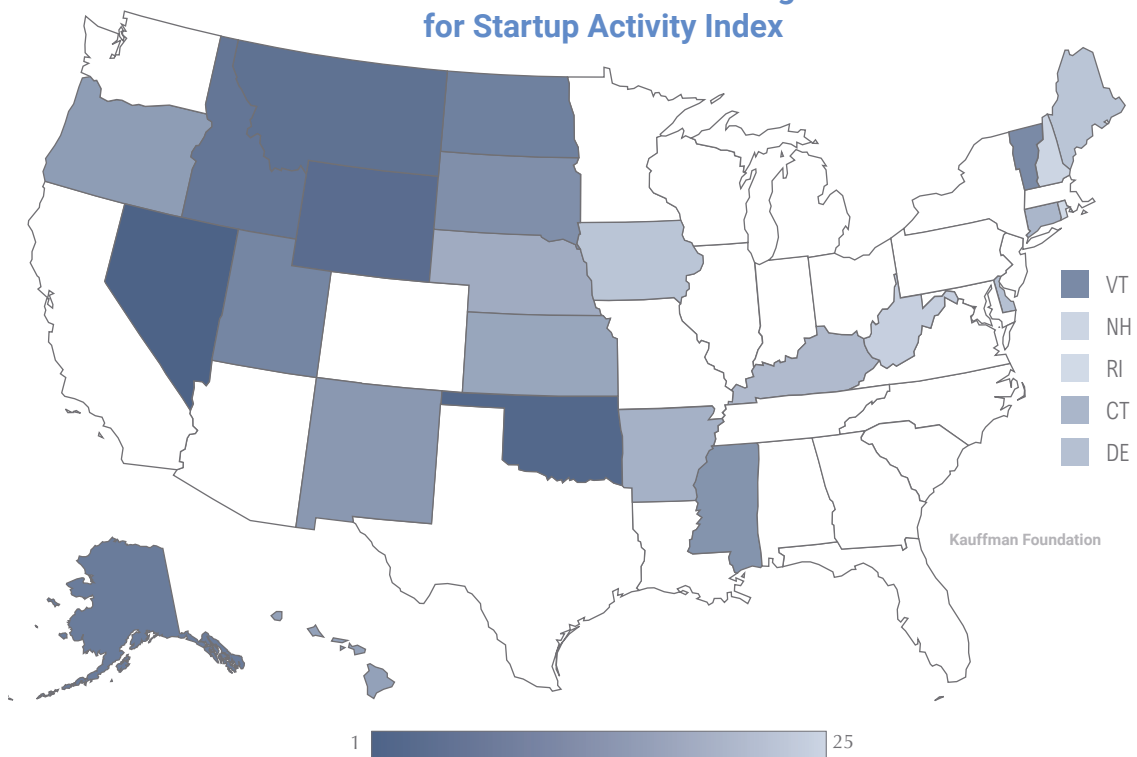 for Startup Activity Index
VT
NH
RI
CT
DE
Kauffman Foundation
1
25